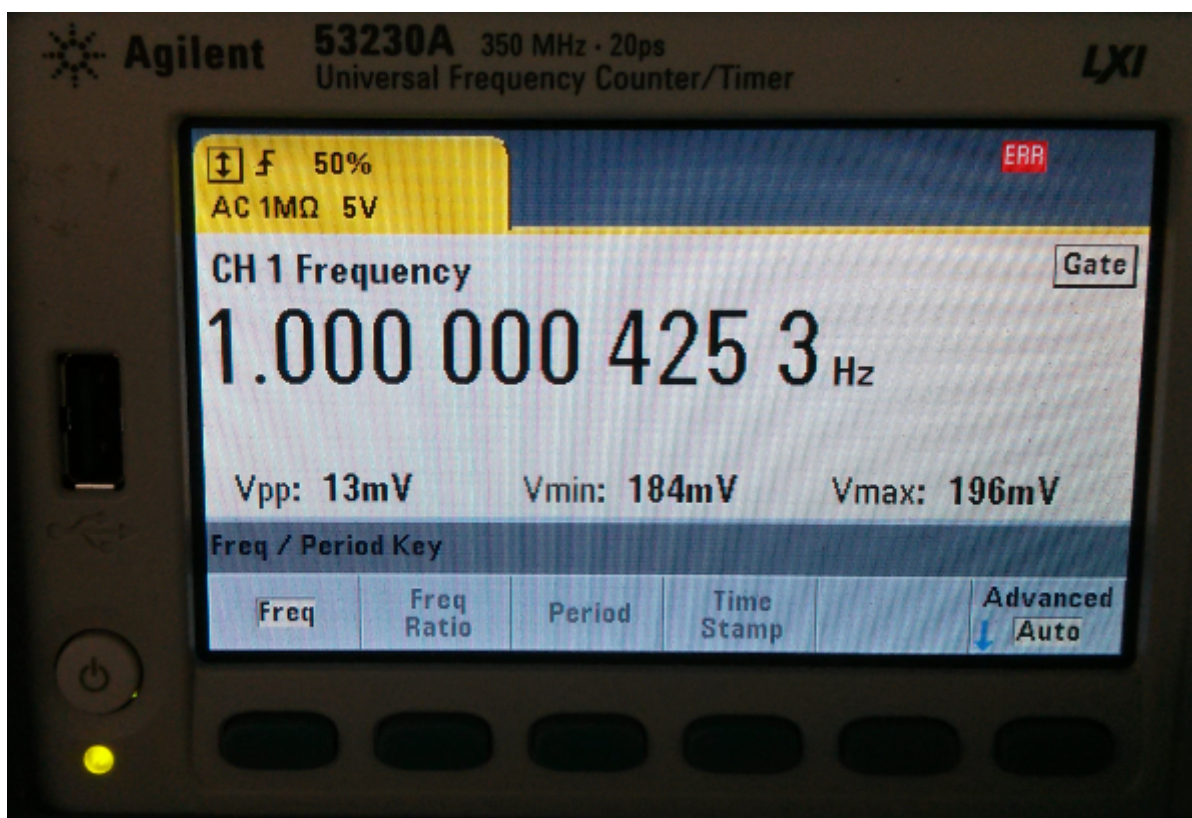 Agilent 53230A 350 MHz · 20ps
Universal Frequency Counter/Timer
LXI
50%
ERR
AC 1MΩ 5V
CH 1 Frequency
Gate
1.000 000 425 3 Hz
Vpp: 13mV Vmin: 184mV Vmax: 196mV
Freq / Period Key
Freq
Freq Ratio
Period
Time Stamp
Advanced
Auto